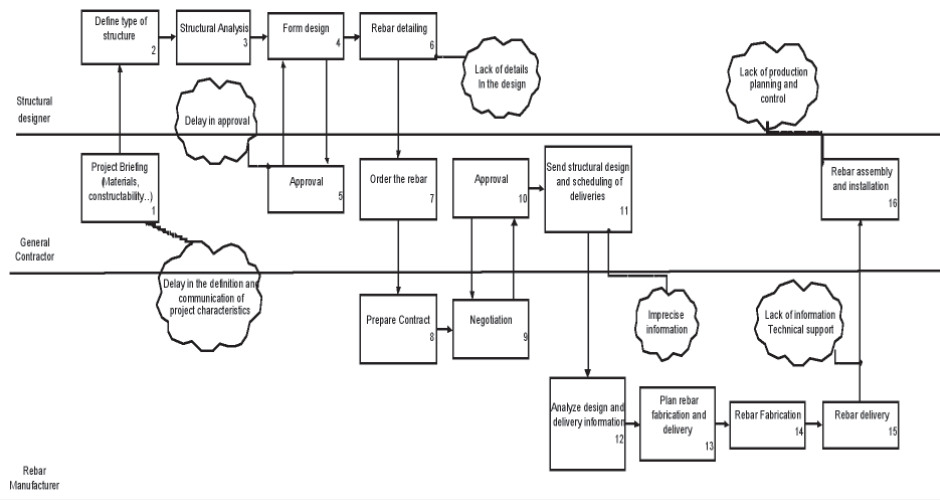 Define type of
structure
2
Structural Analysis
3
Form design
4
Rebar detailing
6
Lack of details
In the design
Lack of production
planning and
control
Structural
designer
Delay in approval
Project Briefing
(Materials,
constructability..)
1
Approval
5
Order the rebar
7
Approval
10
Send structural design
and scheduling of
deliveries
11
Rebar assembly
and installation
16
General
Contractor
Delay in the definition and
communication of
project characteristics
Prepare Contract
8
Negotiation
9
Imprecise
information
Lack of information
Technical support
Analyze design and
delivery information
12
Plan rebar
fabrication and
delivery
13
Rebar Fabrication
14
Rebar delivery
15
Rebar
Manufacturer